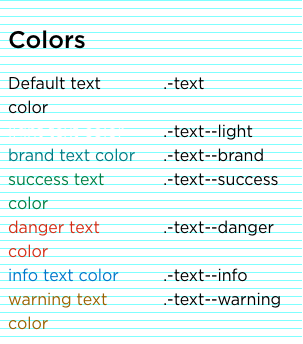 Colors
Default text .-text
color
.-text--light
brand text color .-text--brand
success text .-text--success
color
danger text .-text--danger
color
info text color .-text--info
warning text .-text--warning
color